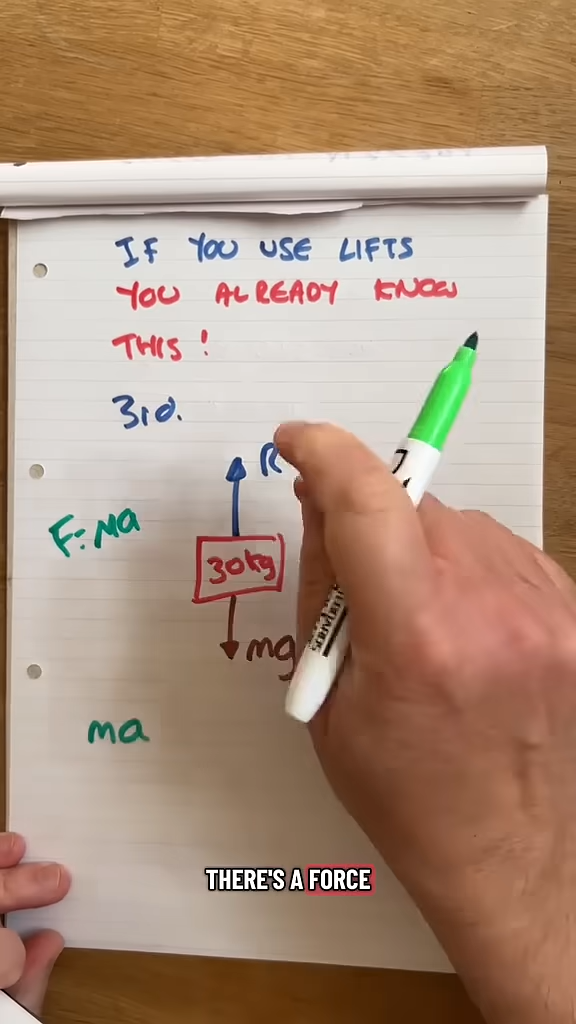 IF YOU USE LIFTS
YOU ALREADY KNOW
THIS!
3rd.
R
F=Ma
30kg
mg
ma
THERE'S A FORCE